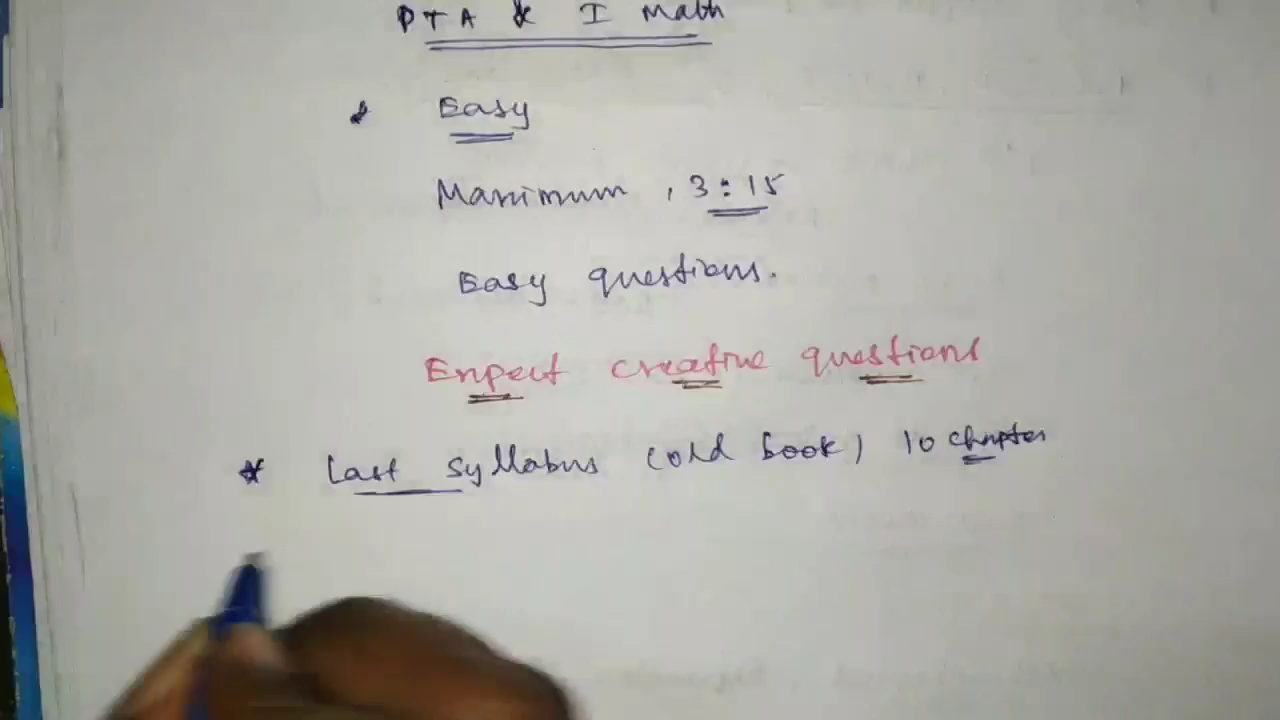 PTA & I Math
Easy
Maximum , 3:15
Easy questions.
Expect creative questions
* Last syllabus (old book) 10 chapter